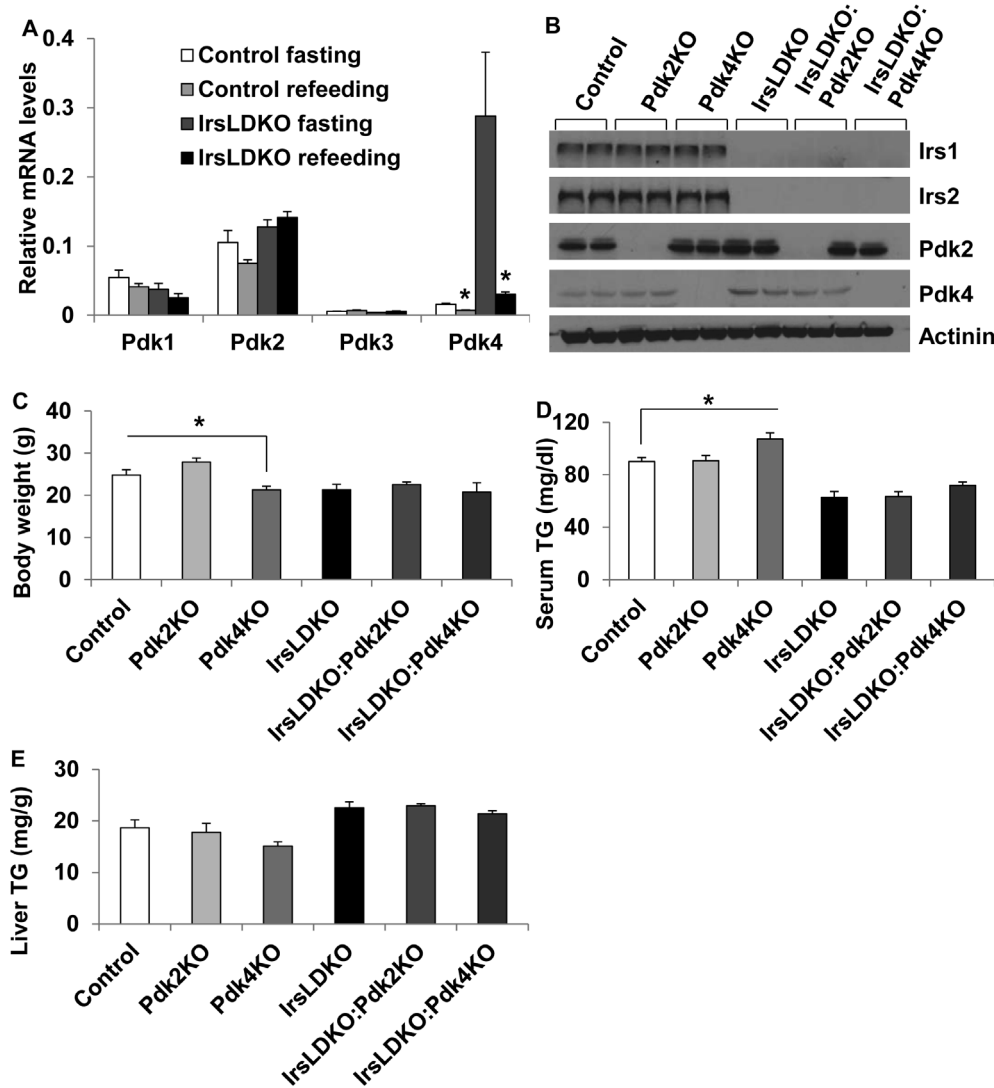 A
Relative mRNA levels
0.4
0.3
0.2
0.1
0
Control fasting
Control refeeding
IrsLDKO fasting
IrsLDKO refeeding
*
*
Pdk1
Pdk2
Pdk3
Pdk4
B
Control
Pdk2KO
Pdk4KO
IrsLDKO
IrsLDKO:
Pdk2KO
IrsLDKO:
Pdk4KO
Irs1
Irs2
Pdk2
Pdk4
Actinin
C
Body weight (g)
40
30
20
10
0
*
Control
Pdk2KO
Pdk4KO
IrsLDKO
IrsLDKO:Pdk2KO
IrsLDKO:Pdk4KO
D
Serum TG (mg/dl)
120
80
40
0
*
Control
Pdk2KO
Pdk4KO
IrsLDKO
IrsLDKO:Pdk2KO
IrsLDKO:Pdk4KO
E
Liver TG (mg/g)
30
20
10
0
Control
Pdk2KO
Pdk4KO
IrsLDKO
IrsLDKO:Pdk2KO
IrsLDKO:Pdk4KO